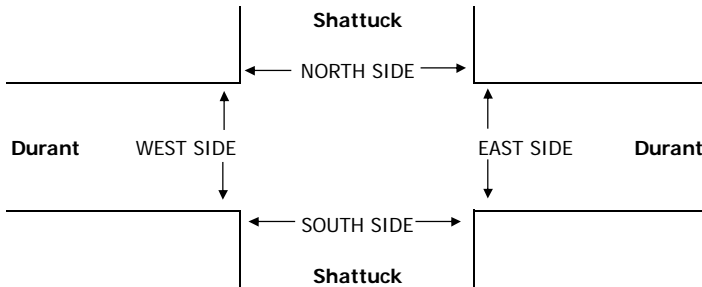 Shattuck
NORTH SIDE
Durant WEST SIDE EAST SIDE Durant
SOUTH SIDE
Shattuck